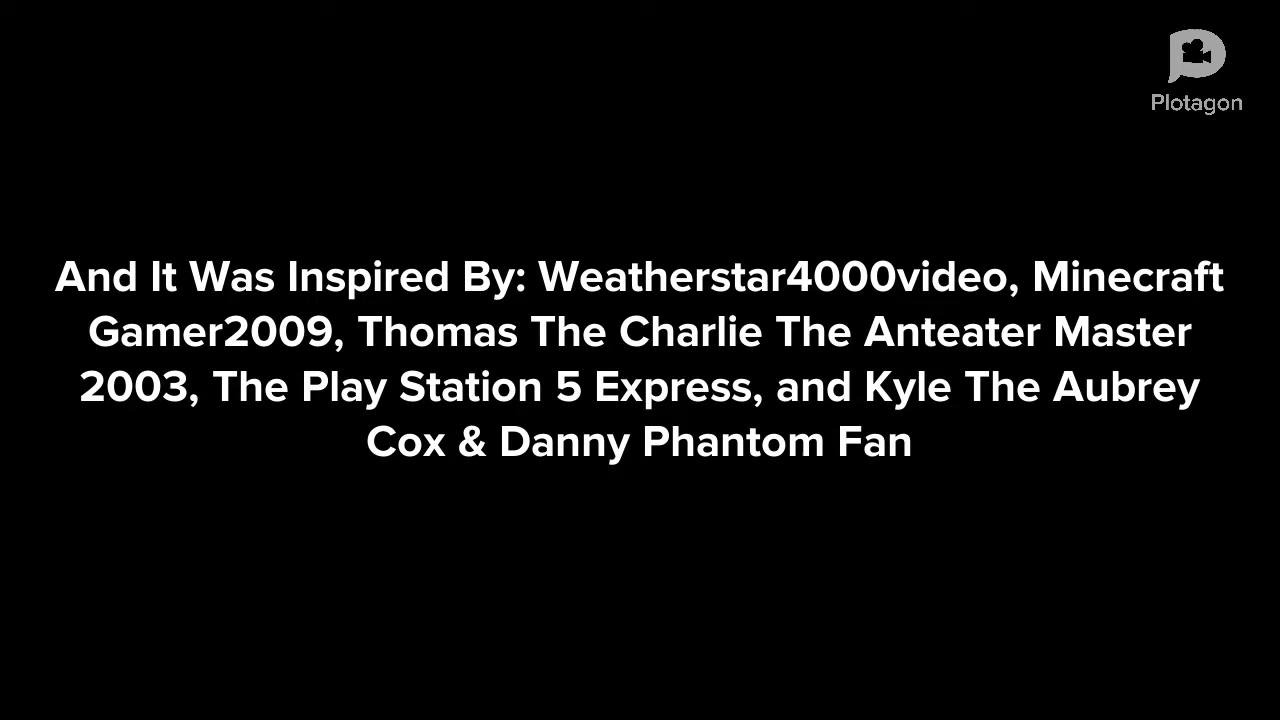 Plotagon
And It Was Inspired By: Weatherstar4000video, Minecraft
Gamer2009, Thomas The Charlie The Anteater Master
2003, The Play Station 5 Express, and Kyle The Aubrey
Cox & Danny Phantom Fan